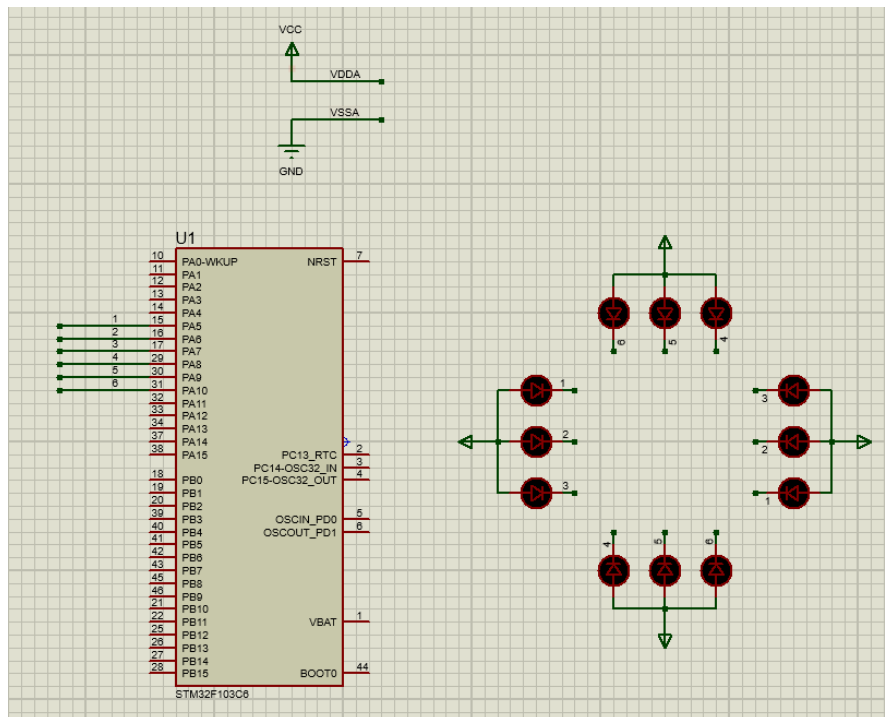 VCC
VDDA
VSSA
GND
U1
10 PA0-WKUP NRST 7
11 PA1
12 PA2
13 PA3
14 PA4
1 15 PA5
2 16 PA6
3 17 PA7
4 29 PA8
5 30 PA9
6 31 PA10
32 PA11
33 PA12
34 PA13
37 PA14
38 PA15
PC13_RTC 2
PC14-OSC32_IN 3
PC15-OSC32_OUT 4
18 PB0
19 PB1
20 PB2
39 PB3 OSCIN_PD0 5
40 PB4 OSCOUT_PD1 6
41 PB5
42 PB6
43 PB7
45 PB8
46 PB9
21 PB10
22 PB11 VBAT 1
25 PB12
26 PB13
27 PB14
28 PB15 BOOT0 44
STM32F103C6
6 5 4
1
2
3
3
2
1
4 5 6